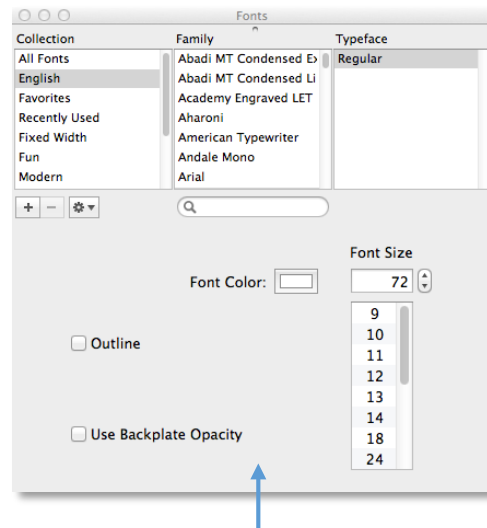 Fonts
Collection Family Typeface
All Fonts Abadi MT Condensed Ex Regular
English Abadi MT Condensed Li
Favorites Academy Engraved LET
Recently Used Aharoni
Fixed Width American Typewriter
Fun Andale Mono
Modern Arial
Font Size
Font Color: 72
9
10
Outline
11
12
13
14
Use Backplate Opacity 18
24